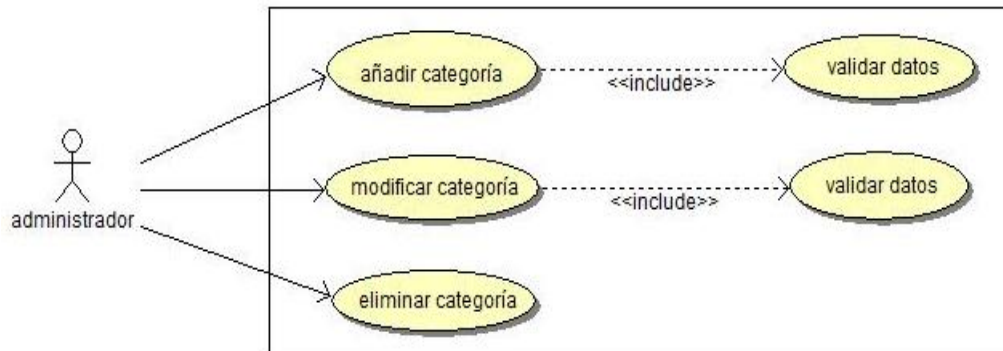 añadir categoría
<<include>>
validar datos
administrador
modificar categoría
<<include>>
validar datos
eliminar categoría